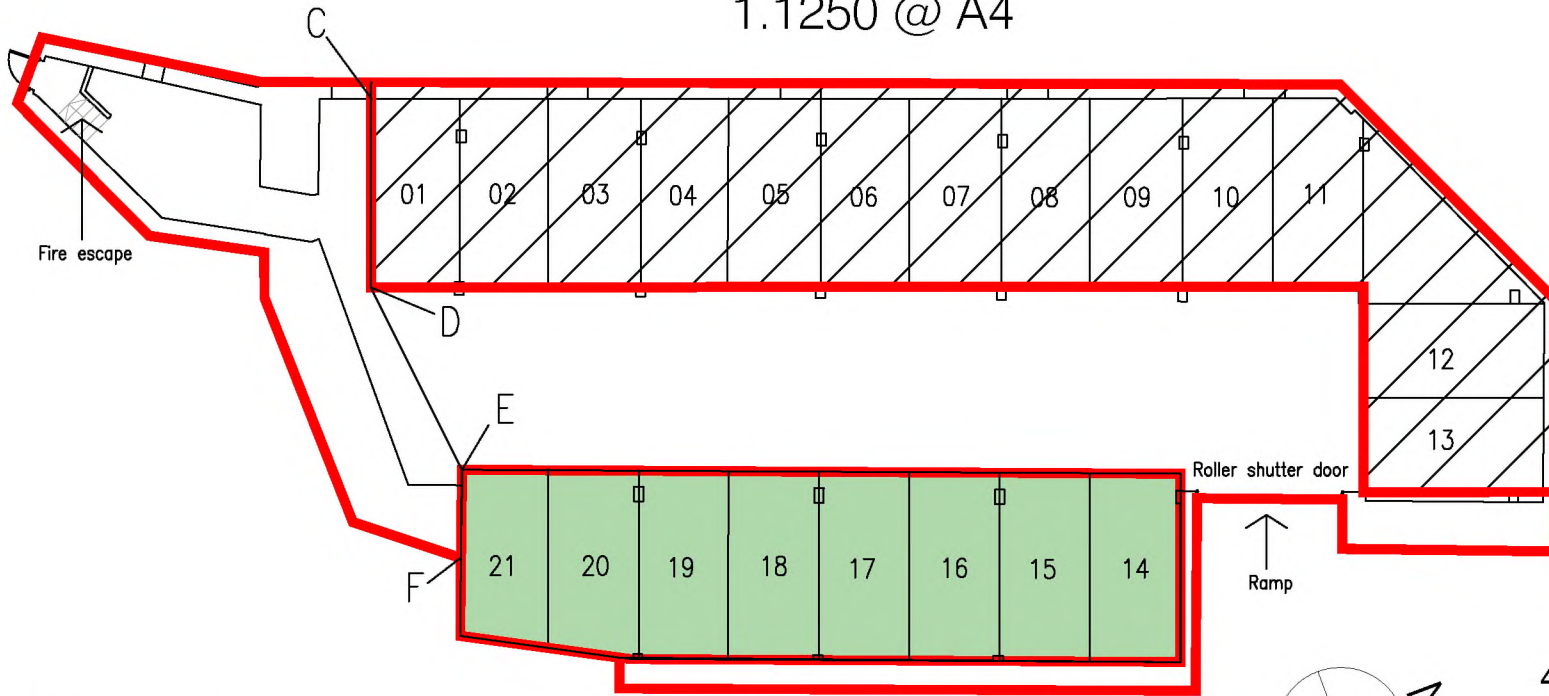 1:1250 @ A4
C
01 02 03 04 05 06 07 08 09 10 11
Fire escape
D
12
E
13
Roller shutter door
21 20 19 18 17 16 15 14
F
Ramp